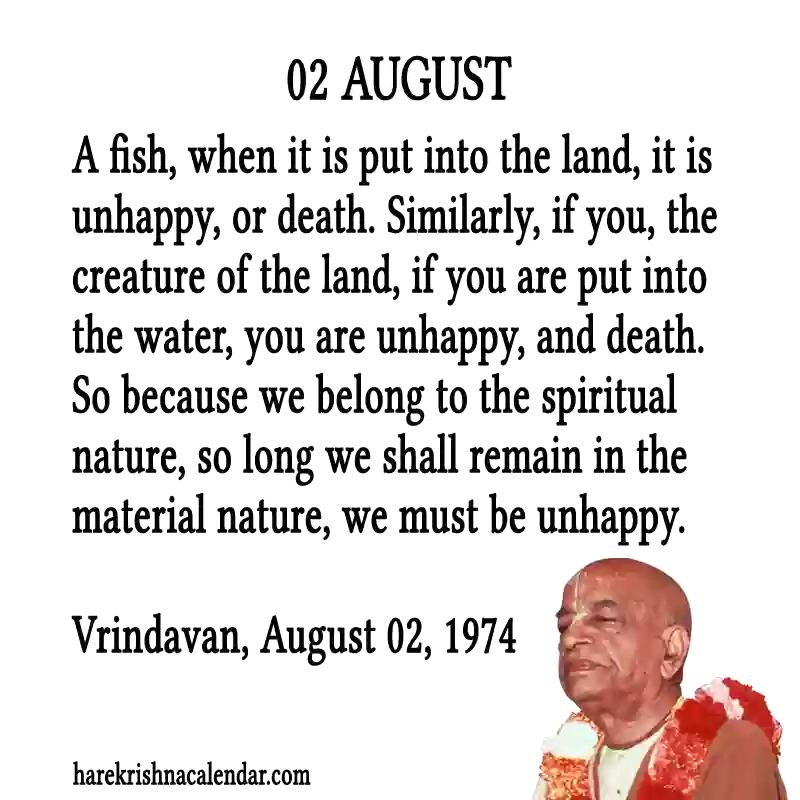 02 AUGUST
A fish, when it is put into the land, it is
unhappy, or death. Similarly, if you, the
creature of the land, if you are put into
the water, you are unhappy, and death.
So because we belong to the spiritual
nature, so long we shall remain in the
material nature, we must be unhappy.
Vrindavan, August 02, 1974
harekrishnacalendar.com